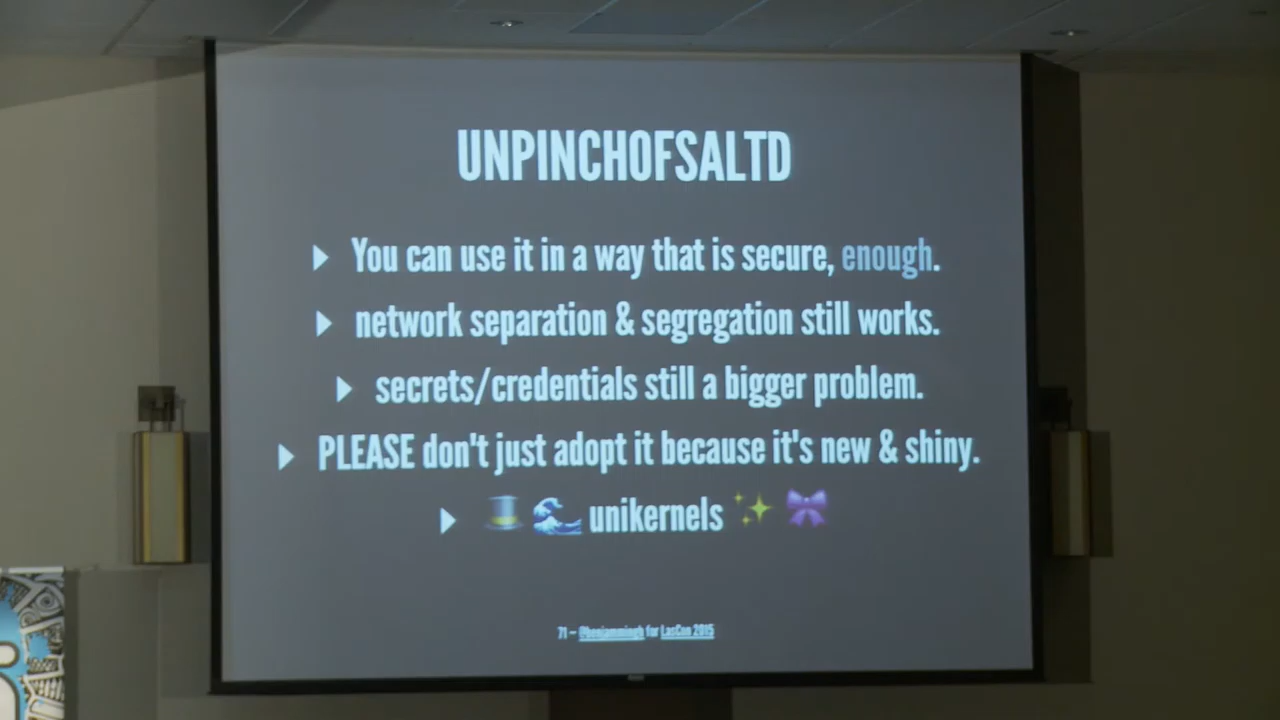 UNPINCHOFSALTD
▶ You can use it in a way that is secure, enough.
▶ network separation & segregation still works.
▶ secrets/credentials still a bigger problem.
▶ PLEASE don't just adopt it because it's new & shiny.
▶ 🎩 🌊 unikernels ✨ 🎀
71 — @benjammingh for LasCon 2015